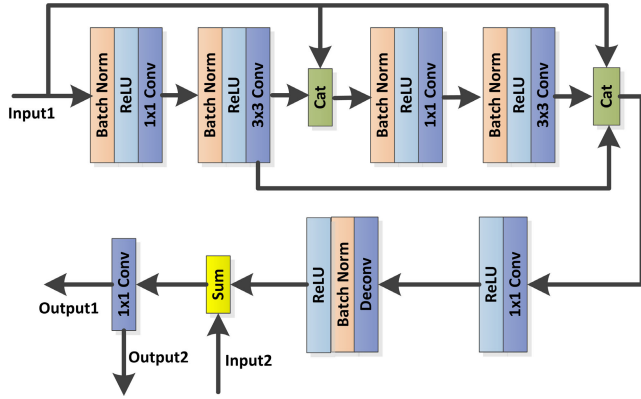 Input1
Batch Norm
ReLU
1x1 Conv
Batch Norm
ReLU
3x3 Conv
Cat
Batch Norm
ReLU
1x1 Conv
Batch Norm
ReLU
3x3 Conv
Cat
Output1
1x1 Conv
Output2
Sum
Input2
ReLU
Batch Norm
Deconv
ReLU
1x1 Conv